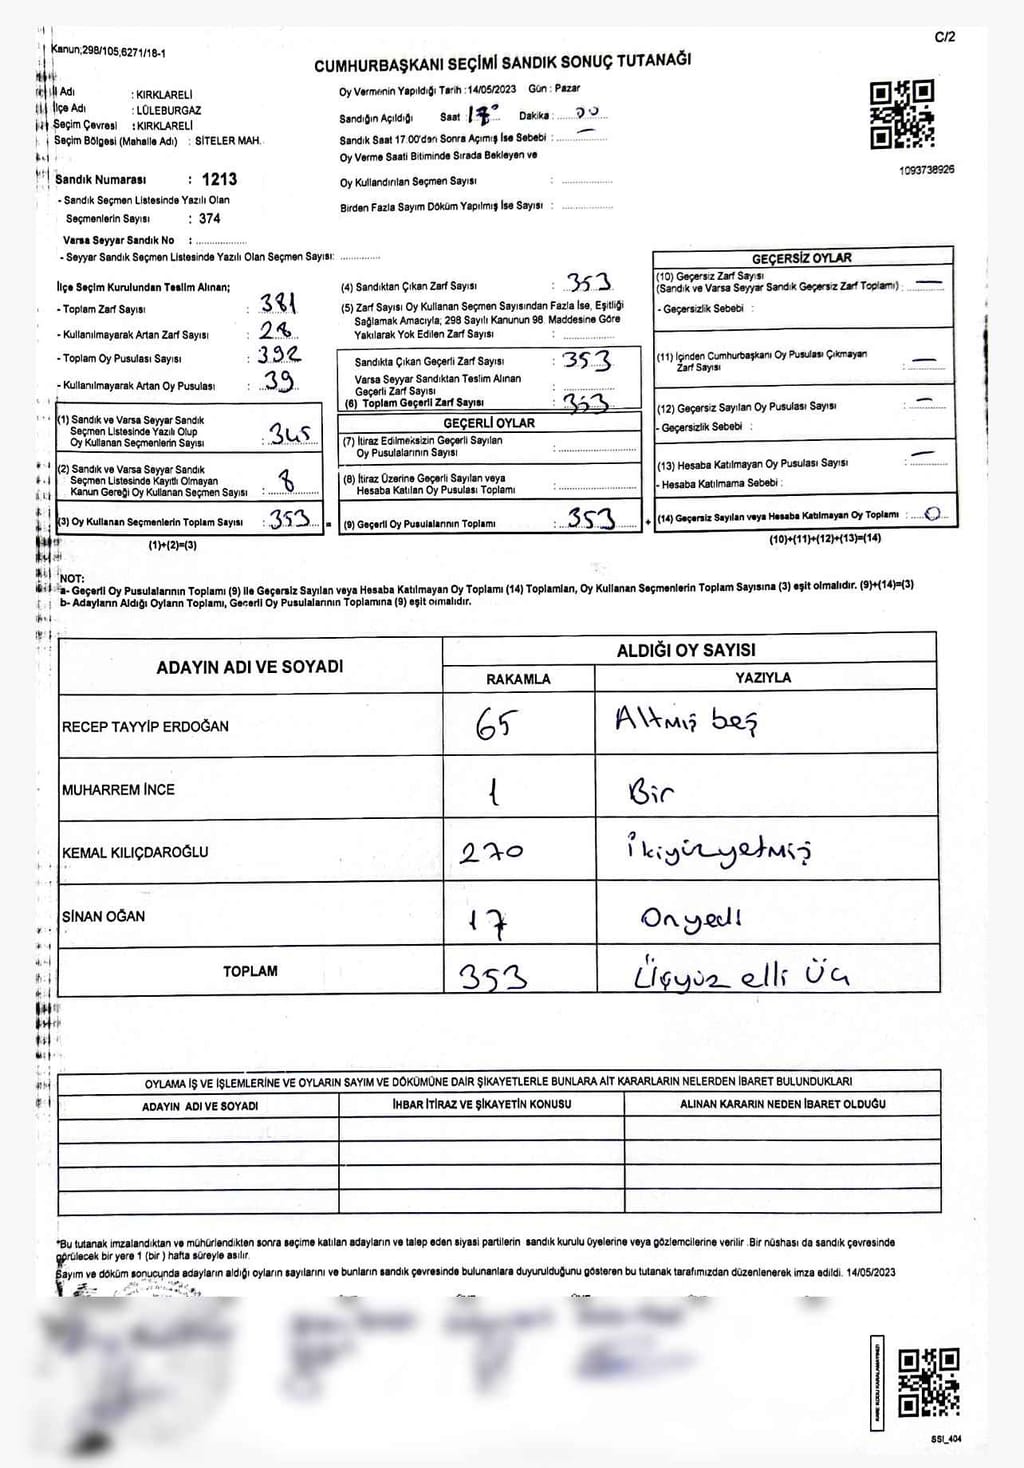 Kanun;298/105,6271/18-1
C/2
CUMHURBAŞKANI SEÇİMİ SANDIK SONUÇ TUTANAĞI
İl Adı : KIRKLARELİ
İlçe Adı : LÜLEBURGAZ
Seçim Çevresi : KIRKLARELİ
Seçim Bölgesi (Mahalle Adı) : SİTELER MAH.
Sandık Numarası : 1213
- Sandık Seçmen Listesinde Yazılı Olan
Seçmenlerin Sayısı : 374
Varsa Seyyar Sandık No : ..................
- Seyyar Sandık Seçmen Listesinde Yazılı Olan Seçmen Sayısı: ..............
Oy Vermenin Yapıldığı Tarih : 14/05/2023 Gün : Pazar
Sandığın Açıldığı Saat : 17° Dakika : 00
Sandık Saat 17.00'dan Sonra Açımış İse Sebebi : —
Oy Verme Saati Bitiminde Sırada Bekleyen ve
Oy Kullandırılan Seçmen Sayısı : ..................
Birden Fazla Sayım Döküm Yapılmış İse Sayısı : ..................
1093738926
İlçe Seçim Kurulundan Teslim Alınan;
- Toplam Zarf Sayısı : 381
- Kullanılmayarak Artan Zarf Sayısı : 28
- Toplam Oy Pusulası Sayısı : 392
- Kullanılmayarak Artan Oy Pusulası : 39
(1) Sandık ve Varsa Seyyar Sandık
Seçmen Listesinde Yazılı Olup
Oy Kullanan Seçmenlerin Sayısı : 345
(2) Sandık ve Varsa Seyyar Sandık
Seçmen Listesinde Kayıtlı Olmayan
Kanun Gereği Oy Kullanan Seçmen Sayısı : 8
(3) Oy Kullanan Seçmenlerin Toplam Sayısı : 353 =
(1)+(2)=(3)
(4) Sandıktan Çıkan Zarf Sayısı : 353
(5) Zarf Sayısı Oy Kullanan Seçmen Sayısından Fazla İse, Eşitliği
Sağlamak Amacıyla; 298 Sayılı Kanunun 98. Maddesine Göre
Yakılarak Yok Edilen Zarf Sayısı : ..................
Sandıkta Çıkan Geçerli Zarf Sayısı : 353
Varsa Seyyar Sandıktan Teslim Alınan
Geçerli Zarf Sayısı : ..................
(6) Toplam Geçerli Zarf Sayısı : 353
GEÇERLİ OYLAR
(7) İtiraz Edilmeksizin Geçerli Sayılan
Oy Pusulalarının Sayısı : ..................
(8) İtiraz Üzerine Geçerli Sayılan veya
Hesaba Katılan Oy Pusulası Toplamı : ..................
(9) Geçerli Oy Pusulalarının Toplamı : 353 +
GEÇERSİZ OYLAR
(10) Geçersiz Zarf Sayısı
(Sandık ve Varsa Seyyar Sandık Geçersiz Zarf Toplamı) : —
- Geçersizlik Sebebi :
(11) İçinden Cumhurbaşkanı Oy Pusulası Çıkmayan
Zarf Sayısı : —
(12) Geçersiz Sayılan Oy Pusulası Sayısı : —
- Geçersizlik Sebebi :
(13) Hesaba Katılmayan Oy Pusulası Sayısı : —
- Hesaba Katılmama Sebebi :
(14) Geçersiz Sayılan veya Hesaba Katılmayan Oy Toplamı : 0
(10)+(11)+(12)+(13)=(14)
NOT:
a- Geçerli Oy Pusulalarının Toplamı (9) İle Geçersiz Sayılan veya Hesaba Katılmayan Oy Toplamı (14) Toplamları, Oy Kullanan Seçmenlerin Toplam Sayısına (3) eşit olmalıdır. (9)+(14)=(3)
b- Adayların Aldığı Oyların Toplamı, Geçerli Oy Pusulalarının Toplamına (9) eşit olmalıdır.
ADAYIN ADI VE SOYADI ALDIĞI OY SAYISI
RAKAMLA YAZIYLA
RECEP TAYYİP ERDOĞAN 65 Altmış beş
MUHARREM İNCE 1 Bir
KEMAL KILIÇDAROĞLU 270 İkiyüzyetmiş
SİNAN OĞAN 17 Onyedi
TOPLAM 353 Üçyüz elli Üç
OYLAMA İŞ VE İŞLEMLERİNE VE OYLARIN SAYIM VE DÖKÜMÜNE DAİR ŞİKAYETLERLE BUNLARA AİT KARARLARIN NELERDEN İBARET BULUNDUKLARI
ADAYIN ADI VE SOYADI İHBAR İTİRAZ VE ŞİKAYETİN KONUSU ALINAN KARARIN NEDEN İBARET OLDUĞU
*Bu tutanak imzalandıktan ve mühürlendikten sonra seçime katılan adayların ve talep eden siyasi partilerin sandık kurulu üyelerine veya gözlemcilerine verilir. Bir nüshası da sandık çevresinde
görülecek bir yere 1 (bir ) hafta süreyle asılır.
Sayım ve döküm sonucunda adayların aldığı oyların sayılarını ve bunların sandık çevresinde bulunanlara duyurulduğunu gösteren bu tutanak tarafımızdan düzenlenerek imza edildi. 14/05/2023
KARE KODU KARALAMAYINIZ!
SSI_404